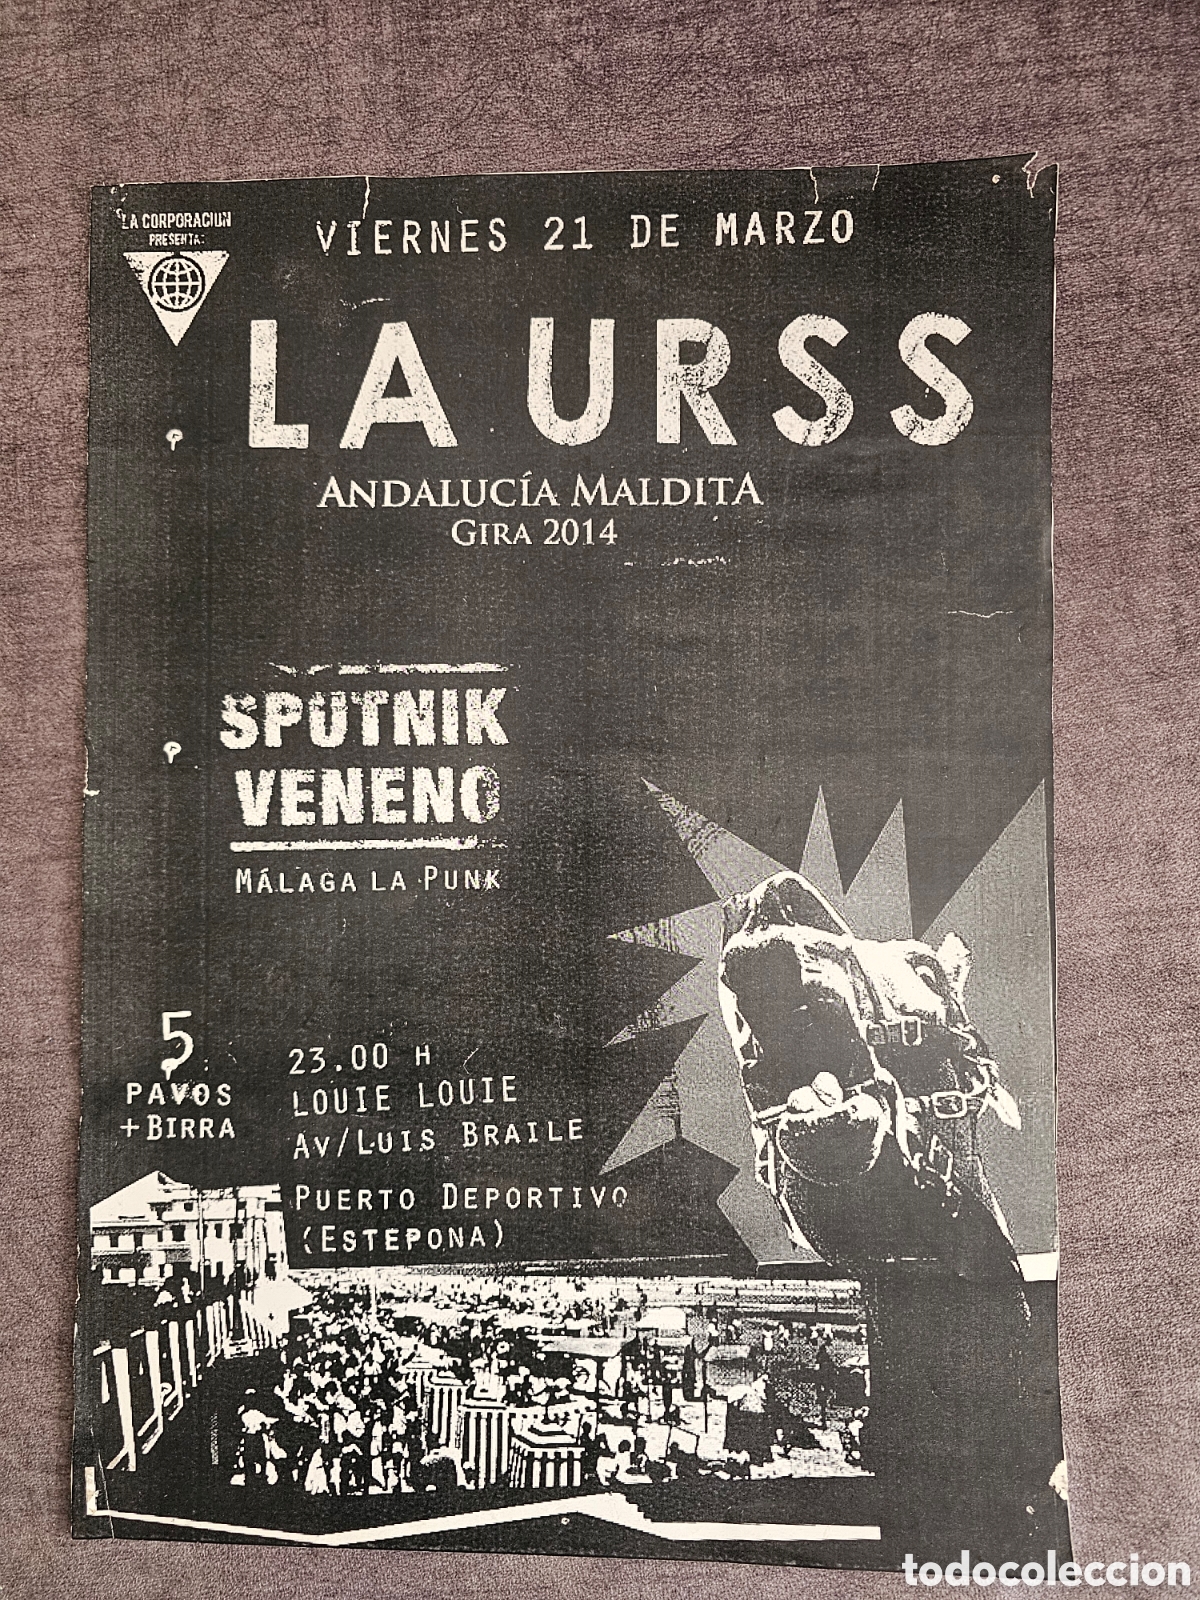 LA CORPORACION
PRESENTA:
VIERNES 21 DE MARZO
LA URSS
ANDALUCÍA MALDITA
GIRA 2014
SPUTNIK
VENENO
MÁLAGA LA PUNK
5
PAVOS
+ BIRRA
23.00 H
LOUIE LOUIE
AV/LUIS BRAILE
PUERTO DEPORTIVO
(ESTEPONA)
todocoleccion